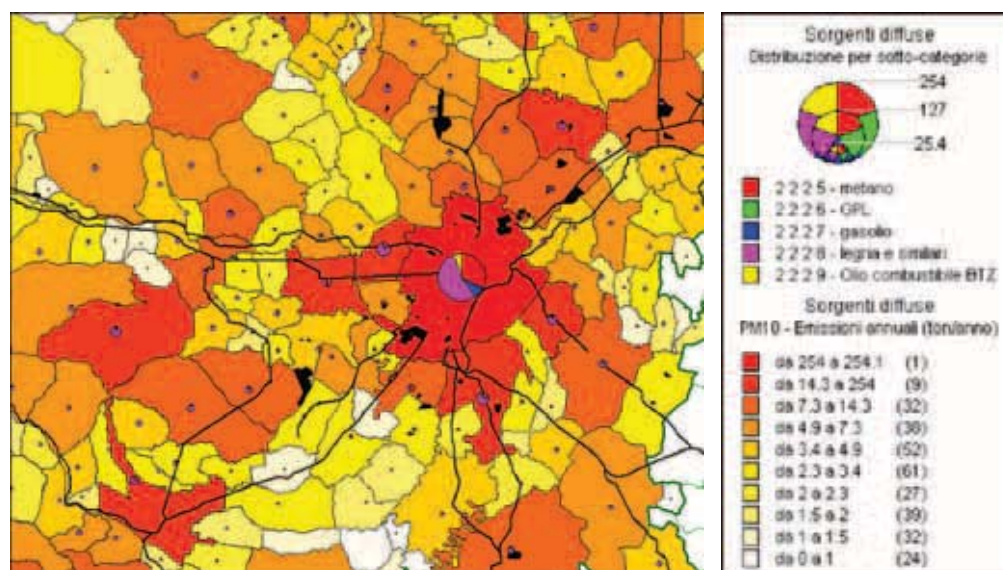 Sorgenti diffuse
Distribuzione per sotto-categorie
254
127
25.4
2 2 2 5 - metano
2 2 2 6 - GPL
2 2 2 7 - gasolio
2 2 2 8 - legna e similari
2 2 2 9 - Olio combustibile BTZ
Sorgenti diffuse
PM10 - Emissioni annuali (ton/anno)
da 254 a 254.1 (1)
da 14.3 a 254 (9)
da 7.3 a 14.3 (32)
da 4.9 a 7.3 (38)
da 3.4 a 4.9 (52)
da 2.3 a 3.4 (61)
da 2 a 2.3 (27)
da 1.5 a 2 (39)
da 1 a 1.5 (32)
da 0 a 1 (24)